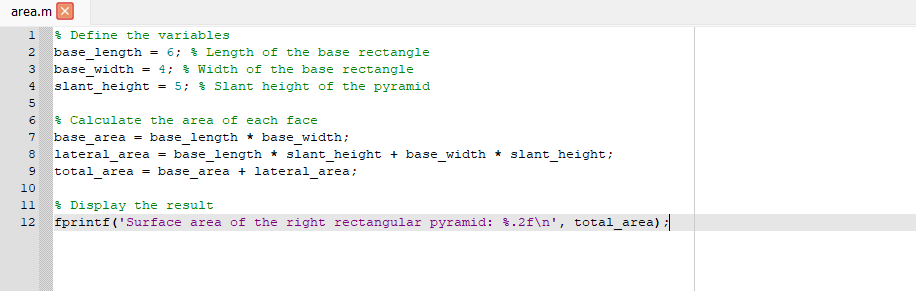 area.m
1 % Define the variables
2 base_length = 6; % Length of the base rectangle
3 base_width = 4; % Width of the base rectangle
4 slant_height = 5; % Slant height of the pyramid
5
6 % Calculate the area of each face
7 base_area = base_length * base_width;
8 lateral_area = base_length * slant_height + base_width * slant_height;
9 total_area = base_area + lateral_area;
10
11 % Display the result
12 fprintf('Surface area of the right rectangular pyramid: %.2f\n', total_area);